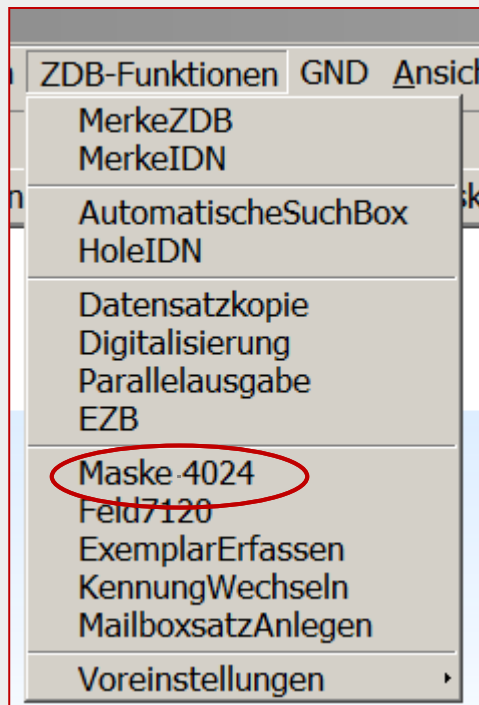 ZDB-Funktionen GND Ansich
MerkeZDB
MerkeIDN
AutomatischeSuchBox
HoleIDN
Datensatzkopie
Digitalisierung
Parallelausgabe
EZB
Maske 4024
Feld7120
ExemplarErfassen
KennungWechseln
MailboxsatzAnlegen
Voreinstellungen